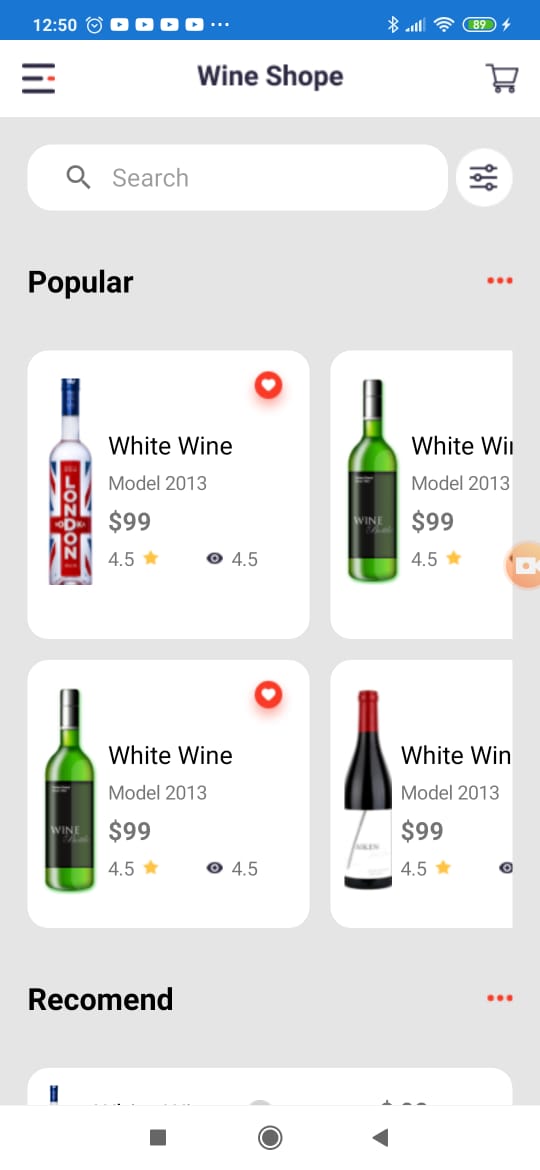 12:50
89
Wine Shope
Search
Popular
White Wine
Model 2013
$99
4.5
4.5
LONDON
White Wi
Model 2013
$99
4.5
WINE
White Wine
Model 2013
$99
4.5
4.5
WINE
White Win
Model 2013
$99
4.5
Recomend